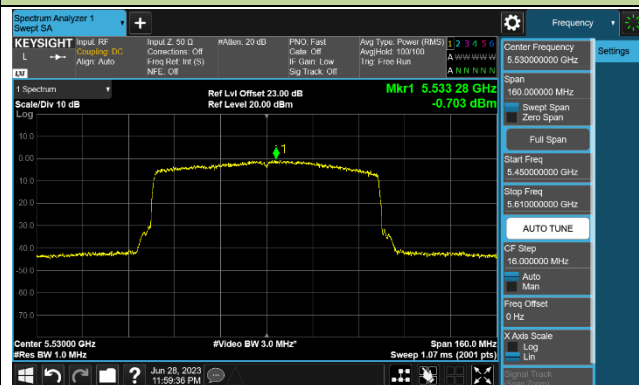 Spectrum Analyzer 1
Swept SA
Frequency
KEYSIGHT
L
Input: RF
Coupling: DC
Align: Auto
Input Z: 50 Ω
Corrections: Off
Freq Ref: Int (S)
NFE: Off
#Atten: 20 dB
PNO: Fast
Gate: Off
IF Gain: Low
Sig Track: Off
Avg Type: Power (RMS)
Avg|Hold: 100/100
Trig: Free Run
1 2 3 4 5 6
A W W W W W
A N N N N N
1 Spectrum
Scale/Div 10 dB
Log
Ref Lvl Offset 23.00 dB
Ref Level 20.00 dBm
Mkr1 5.533 28 GHz
-0.703 dBm
1
10.0
0.00
-10.0
-20.0
-30.0
-40.0
-50.0
-60.0
-70.0
Center 5.53000 GHz
#Res BW 1.0 MHz
#Video BW 3.0 MHz*
Span 160.0 MHz
Sweep 1.07 ms (2001 pts)
Center Frequency
5.530000000 GHz
Settings
Span
160.000000 MHz
Swept Span
Zero Span
Full Span
Start Freq
5.450000000 GHz
Stop Freq
5.610000000 GHz
AUTO TUNE
CF Step
16.000000 MHz
Auto
Man
Freq Offset
0 Hz
X Axis Scale
Log
Lin
Signal Track
(Span Zoom)
?
Jun 28, 2023
11:59:36 PM